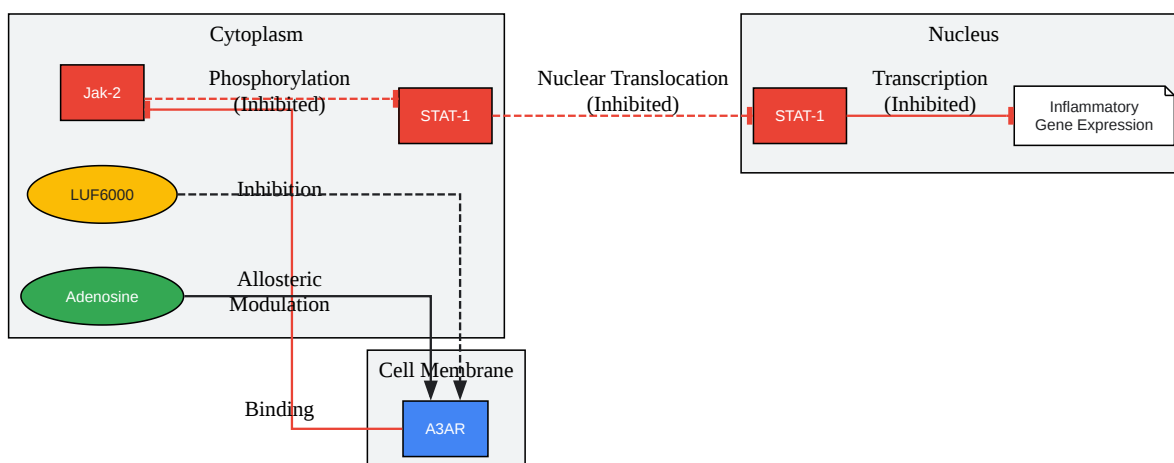 Cytoplasm
Nucleus
Jak-2
Phosphorylation
(Inhibited)
STAT-1
Nuclear Translocation
(Inhibited)
STAT-1
Transcription
(Inhibited)
Inflammatory
Gene Expression
LUF6000
Inhibition
Adenosine
Allosteric
Modulation
Cell Membrane
Binding
A3AR